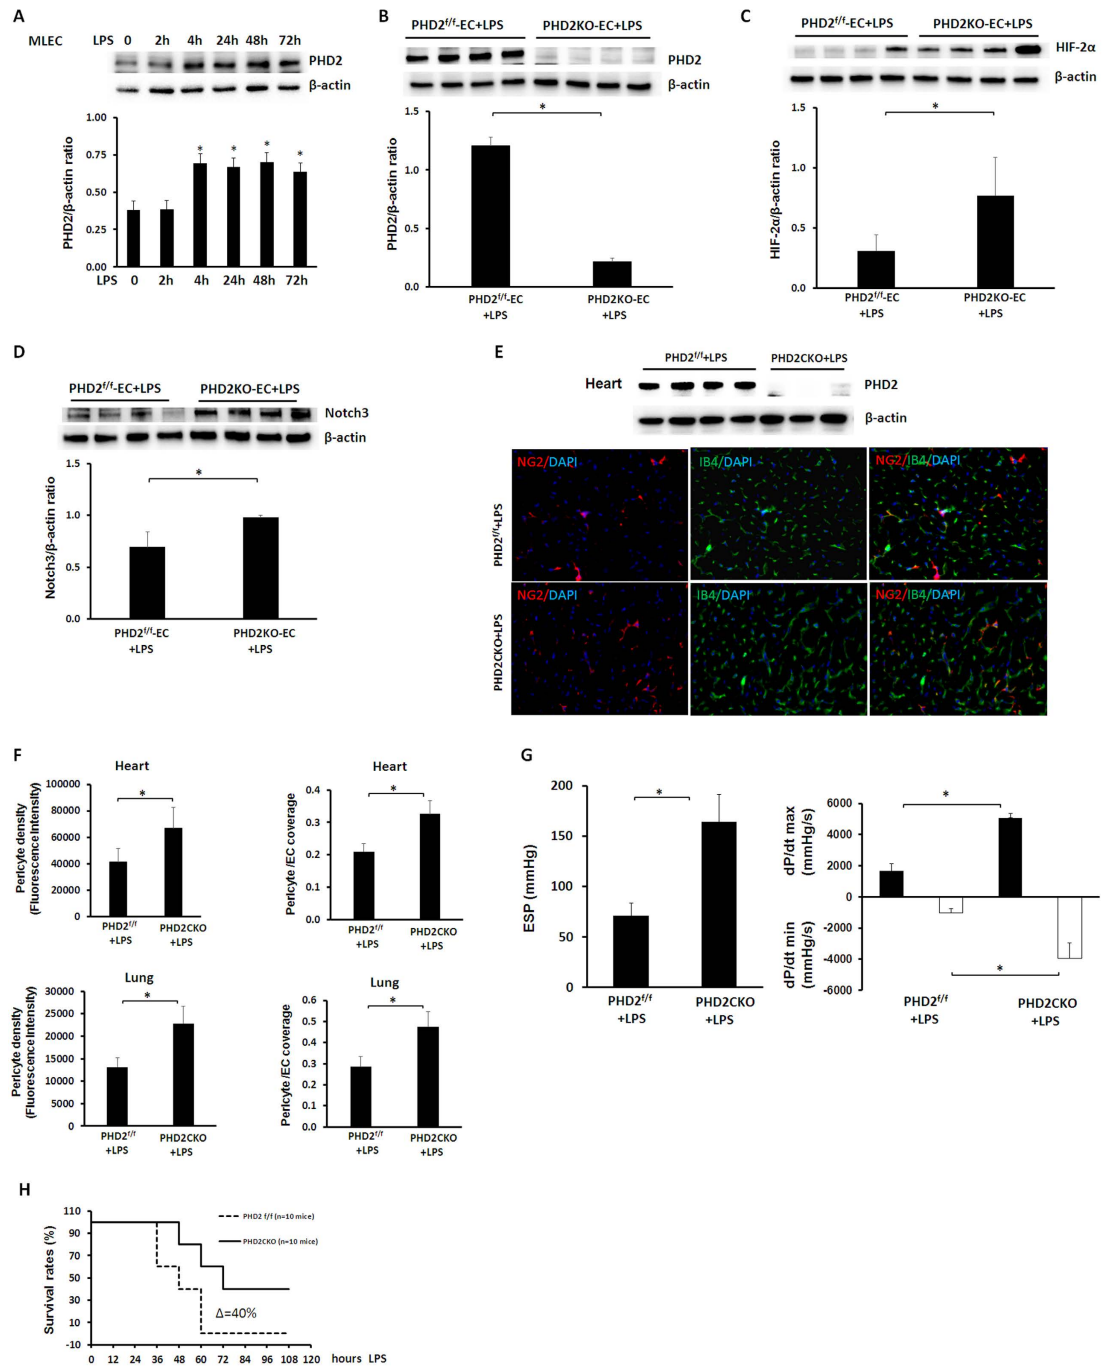 A
MLEC LPS 0 2h 4h 24h 48h 72h
PHD2
β-actin
PHD2/β-actin ratio
1.00
0.75
0.50
0.25
0.00
* * * *
LPS 0 2h 4h 24h 48h 72h
B
PHD2f/f-EC+LPS PHD2KO-EC+LPS
PHD2
β-actin
PHD2/β-actin ratio
1.5
1.0
0.5
0.0
*
PHD2f/f-EC PHD2KO-EC
+LPS +LPS
C
PHD2f/f-EC+LPS PHD2KO-EC+LPS
HIF-2α
β-actin
HIF-2α/β-actin ratio
1.5
1.0
0.5
0.0
*
PHD2f/f-EC PHD2KO-EC
+LPS +LPS
D
PHD2f/f-EC+LPS PHD2KO-EC+LPS
Notch3
β-actin
Notch3/β-actin ratio
1.5
1.0
0.5
0.0
*
PHD2f/f-EC PHD2KO-EC
+LPS +LPS
E
PHD2f/f+LPS PHD2CKO+LPS
Heart
PHD2
β-actin
PHD2f/f+LPS
NG2/DAPI IB4/DAPI NG2/IB4/DAPI
PHD2CKO+LPS
NG2/DAPI IB4/DAPI NG2/IB4/DAPI
F
Heart
Pericyte density
(Fluorescence Intensity)
100000
80000
60000
40000
20000
0
*
PHD2f/f PHD2CKO
+LPS +LPS
Heart
Pericyte /EC coverage
0.4
0.3
0.2
0.1
0.0
*
PHD2f/f PHD2CKO
+LPS +LPS
Lung
Pericyte density
(Fluorescence Intensity)
30000
25000
20000
15000
10000
5000
0
*
PHD2f/f PHD2CKO
+LPS +LPS
Lung
Pericyte /EC coverage
0.6
0.5
0.4
0.3
0.2
0.1
0.0
*
PHD2f/f PHD2CKO
+LPS +LPS
G
ESP (mmHg)
200
150
100
50
0
*
PHD2f/f PHD2CKO
+LPS +LPS
dP/dt max
(mmHg/s)
dP/dt min
(mmHg/s)
6000
4000
2000
0
-2000
-4000
-6000
*
*
PHD2f/f PHD2CKO
+LPS +LPS
H
Survival rates (%)
110
90
70
50
30
10
-10
PHD2 f/f (n=10 mice)
PHD2CKO (n=10 mice)
Δ=40%
0 12 24 36 48 60 72 84 96 108 120 hours LPS